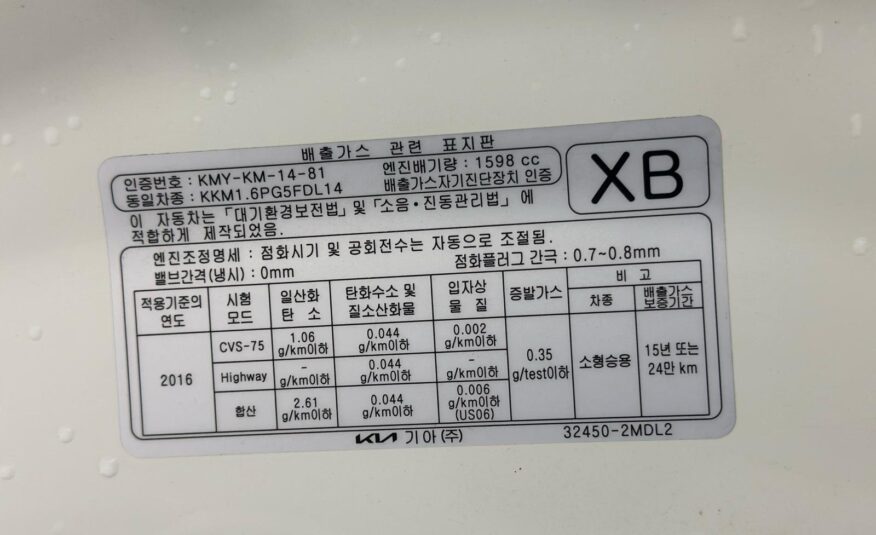 배출가스 관련 표지판
인증번호 : KMY-KM-14-81 엔진배기량 : 1598 cc
동일차종 : KKM1.6PG5FDL14 배출가스자기진단장치 인증
XB
이 자동차는 「대기환경보전법」 및 「소음·진동관리법」 에
적합하게 제작되었음.
엔진조정명세 : 점화시기 및 공회전수는 자동으로 조절됨.
밸브간격(냉시) : 0mm 점화플러그 간극 : 0.7~0.8mm
적용기준의 연도 시험 모드 일산화 탄소 탄화수소 및 질소산화물 입자상 물질 증발가스 비고
차종 배출가스 보증기간
2016 CVS-75 1.06 g/km이하 0.044 g/km이하 0.002 g/km이하 0.35 g/test이하 소형승용 15년 또는 24만 km
Highway - g/km이하 0.044 g/km이하 - g/km이하
합산 2.61 g/km이하 0.044 g/km이하 0.006 g/km이하 (US06)
KIA 기아(주) 32450-2MDL2